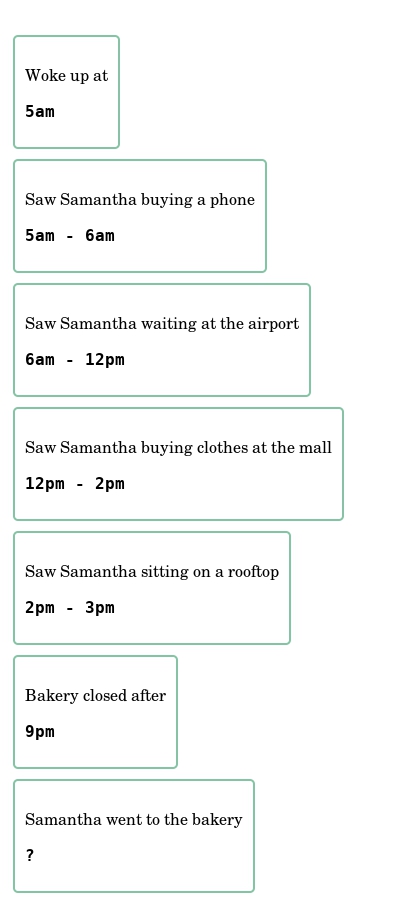 Woke up at
5am
Saw Samantha buying a phone
5am - 6am
Saw Samantha waiting at the airport
6am - 12pm
Saw Samantha buying clothes at the mall
12pm - 2pm
Saw Samantha sitting on a rooftop
2pm - 3pm
Bakery closed after
9pm
Samantha went to the bakery
?